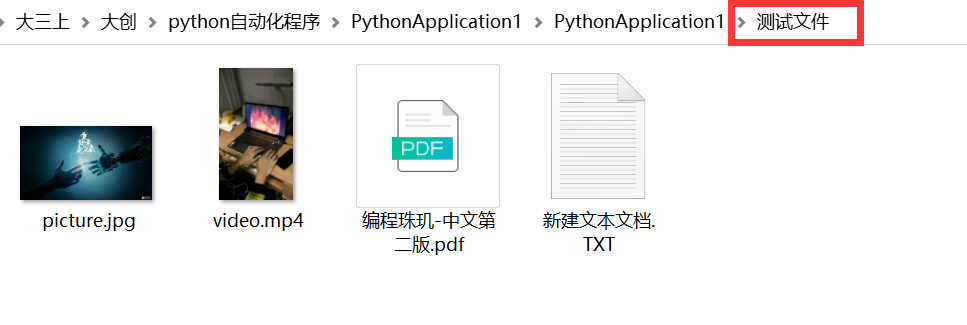 大三上 > 大创 > python自动化程序 > PythonApplication1 > PythonApplication1 > 测试文件
PDF
picture.jpg
video.mp4
编程珠玑-中文第
二版.pdf
新建文本文档.
TXT